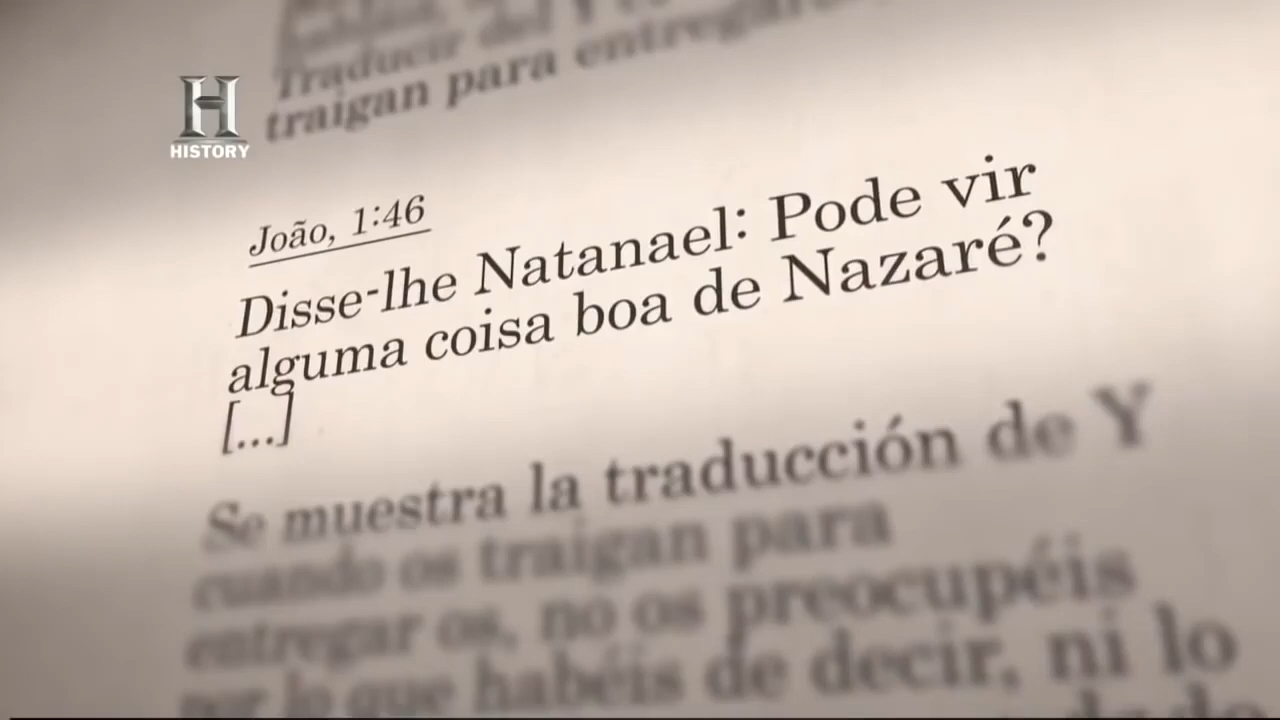 Traducir del
traigan para entregar
H
HISTORY
João, 1:46
Disse-lhe Natanael: Pode vir
alguma coisa boa de Nazaré?
[...]
Se muestra la traducción de Y
cuando os traigan para
entregar os, no os preocupéis
por lo que habéis de decir, ni lo